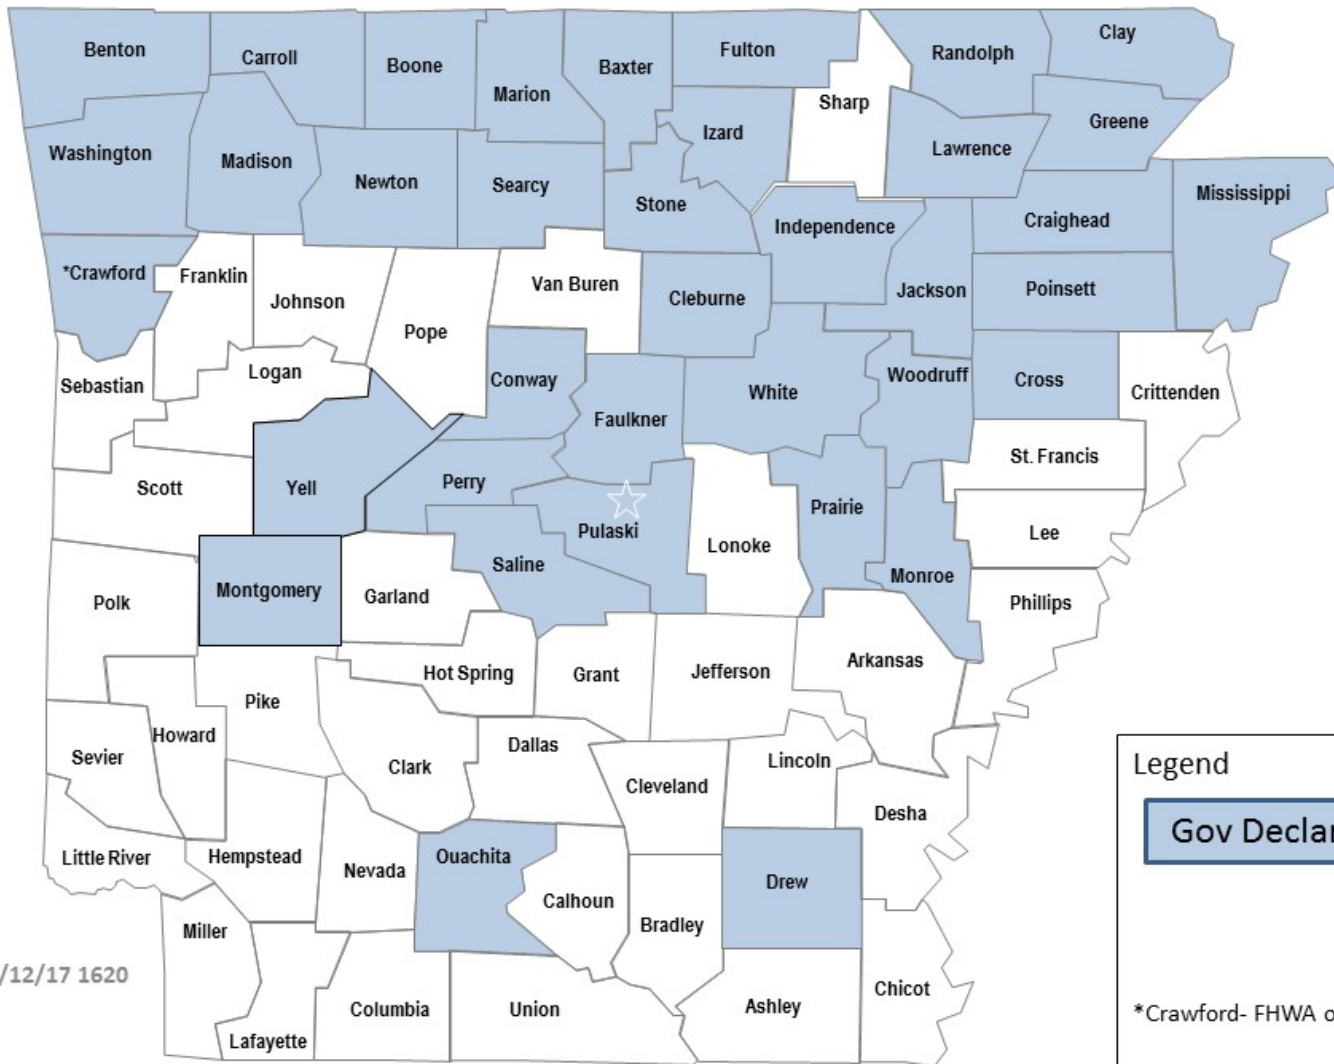 Benton
Carroll
Boone
Marion
Baxter
Fulton
Sharp
Randolph
Clay
Greene
Washington
Madison
Newton
Searcy
Stone
Izard
Lawrence
Independence
Craighead
Mississippi
*Crawford
Franklin
Johnson
Pope
Van Buren
Cleburne
Jackson
Poinsett
Sebastian
Logan
Conway
Faulkner
White
Woodruff
Cross
Crittenden
Scott
Yell
Perry
Pulaski
Prairie
St. Francis
Polk
Montgomery
Garland
Saline
Lonoke
Monroe
Lee
Phillips
Hot Spring
Grant
Jefferson
Arkansas
Sevier
Howard
Pike
Clark
Dallas
Cleveland
Lincoln
Desha
Little River
Hempstead
Nevada
Ouachita
Calhoun
Bradley
Drew
Miller
Lafayette
Columbia
Union
Ashley
Chicot
/12/17 1620
Legend
Gov Declar
*Crawford- FHWA o